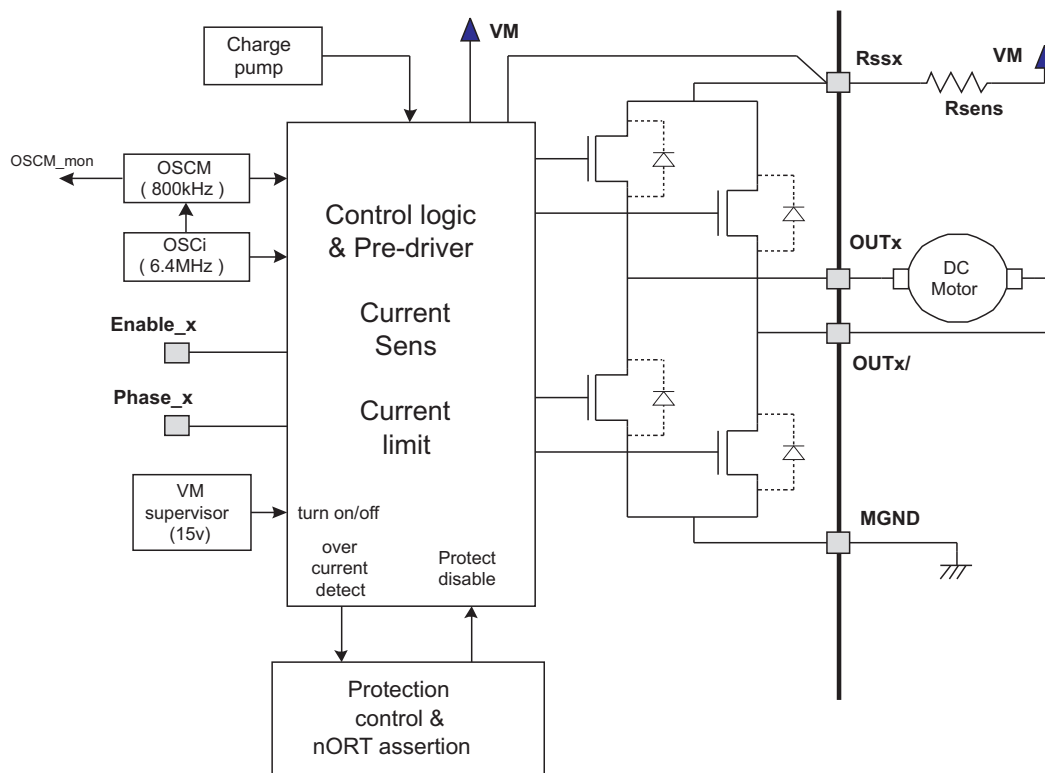 Charge
pump
VM
Rssx
VM
Rsens
OSCM_mon
OSCM
( 800kHz )
OSCi
( 6.4MHz )
Control logic
& Pre-driver
Current
Sens
Current
limit
OUTx
DC
Motor
OUTx/
Enable_x
Phase_x
VM
supervisor
(15v)
turn on/off
over
current
detect
Protect
disable
MGND
Protection
control &
nORT assertion